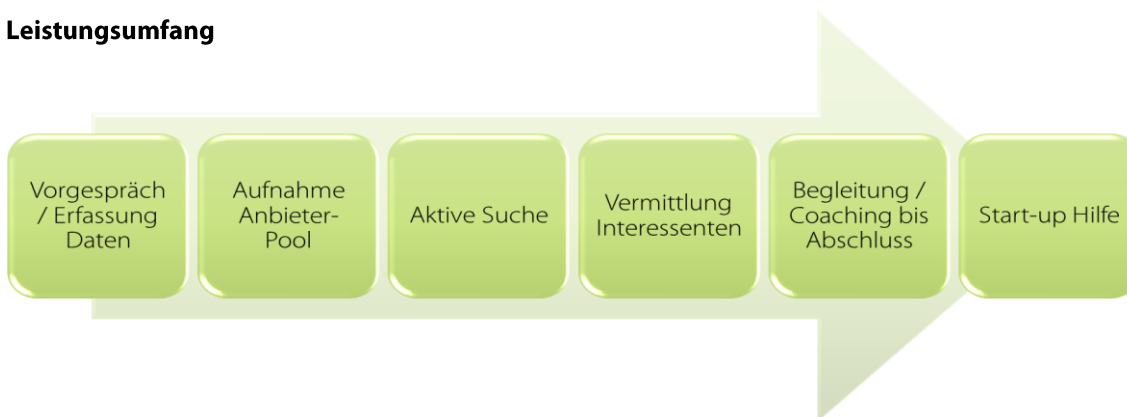 Leistungsumfang
Vorgespräch
/ Erfassung
Daten
Aufnahme
Anbieter-
Pool
Aktive Suche
Vermittlung
Interessenten
Begleitung /
Coaching bis
Abschluss
Start-up Hilfe